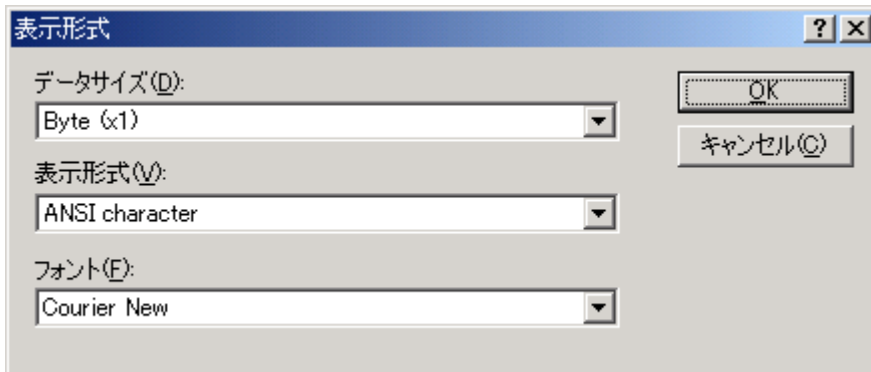 表示形式
データサイズ(D):
Byte (x1)
表示形式(V):
ANSI character
フォント(F):
Courier New
OK
キャンセル(C)